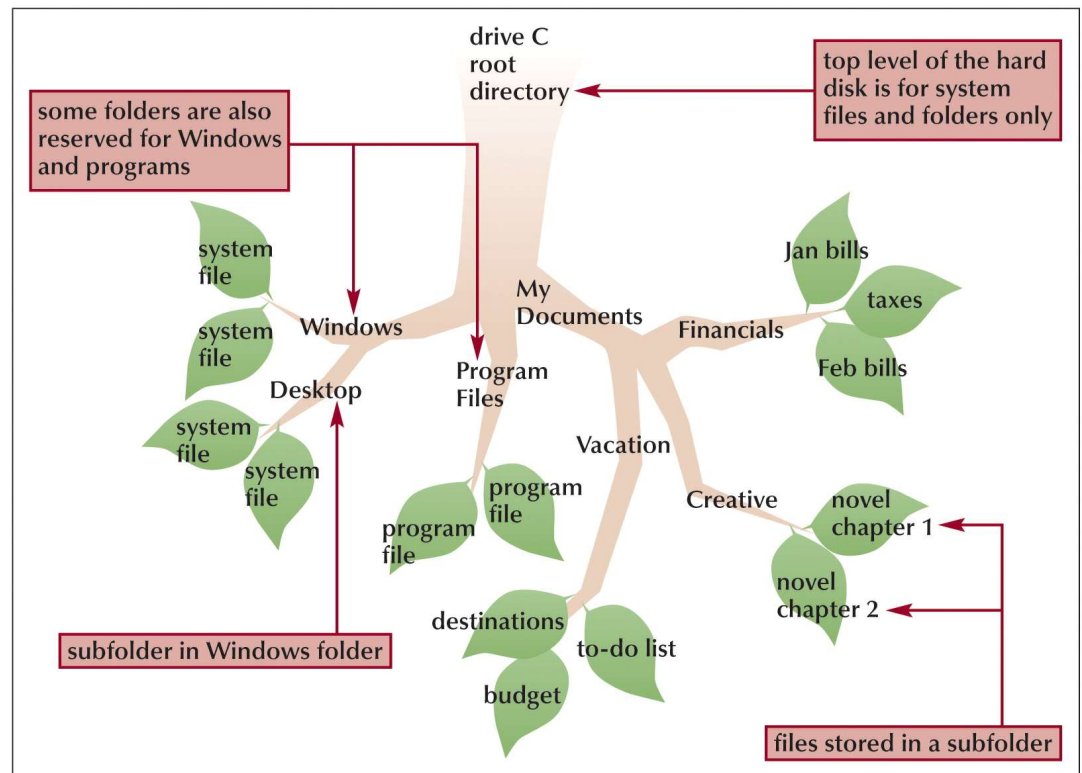 drive C
root
directory
top level of the hard
disk is for system
files and folders only
some folders are also
reserved for Windows
and programs
system
file
system
file
Windows
Desktop
system
file
system
file
Program
Files
program
file
program
file
My
Documents
Financials
Jan bills
taxes
Feb bills
Vacation
destinations
to-do list
budget
Creative
novel
chapter 1
novel
chapter 2
subfolder in Windows folder
files stored in a subfolder